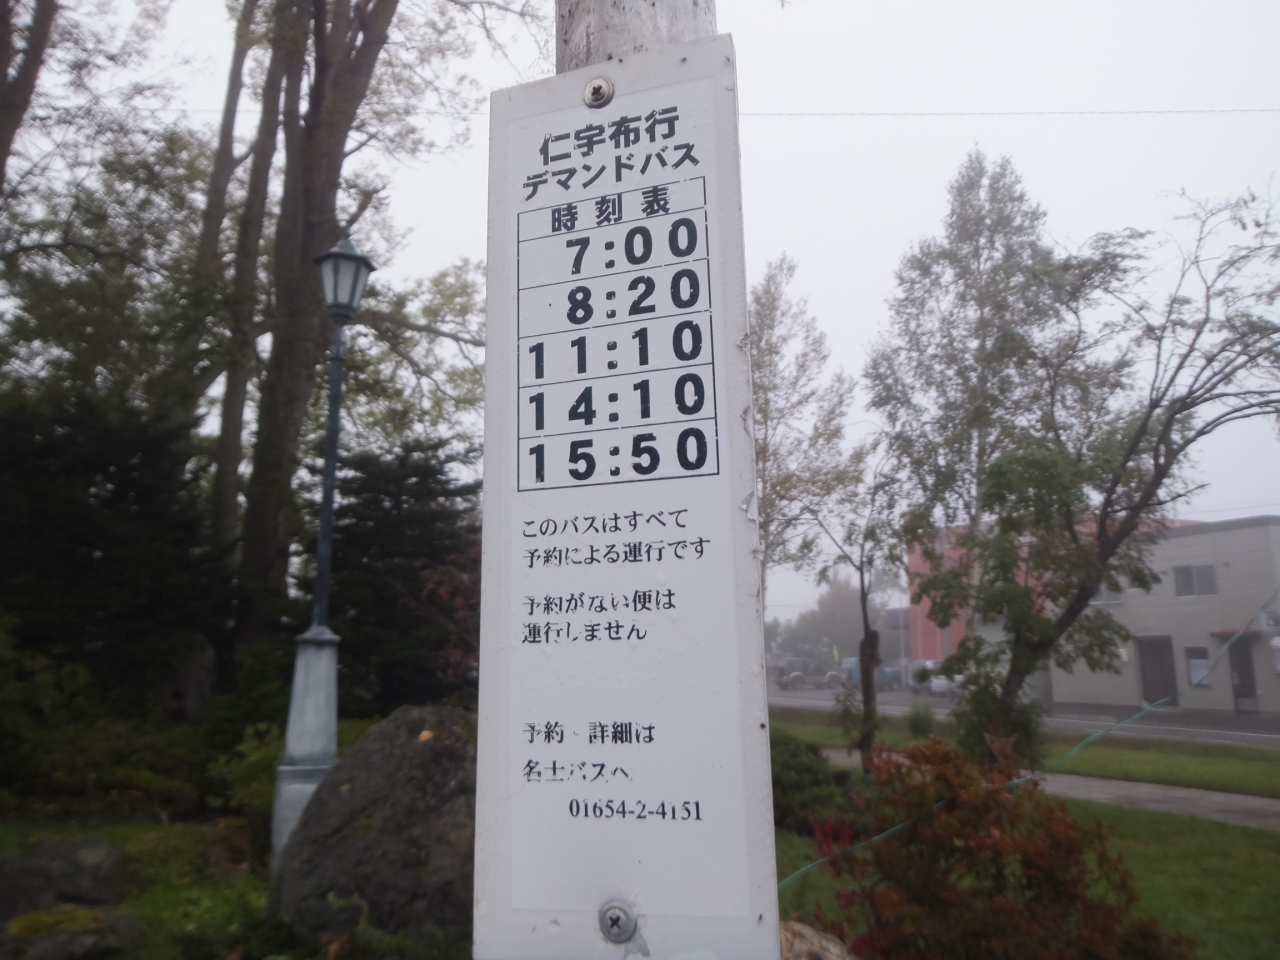 仁宇布行
デマンドバス
時刻表
7:00
8:20
11:10
14:10
15:50
このバスはすべて
予約による運行です
予約がない便は
運行しません
予約・詳細は
名士バスへ
01654-2-4151